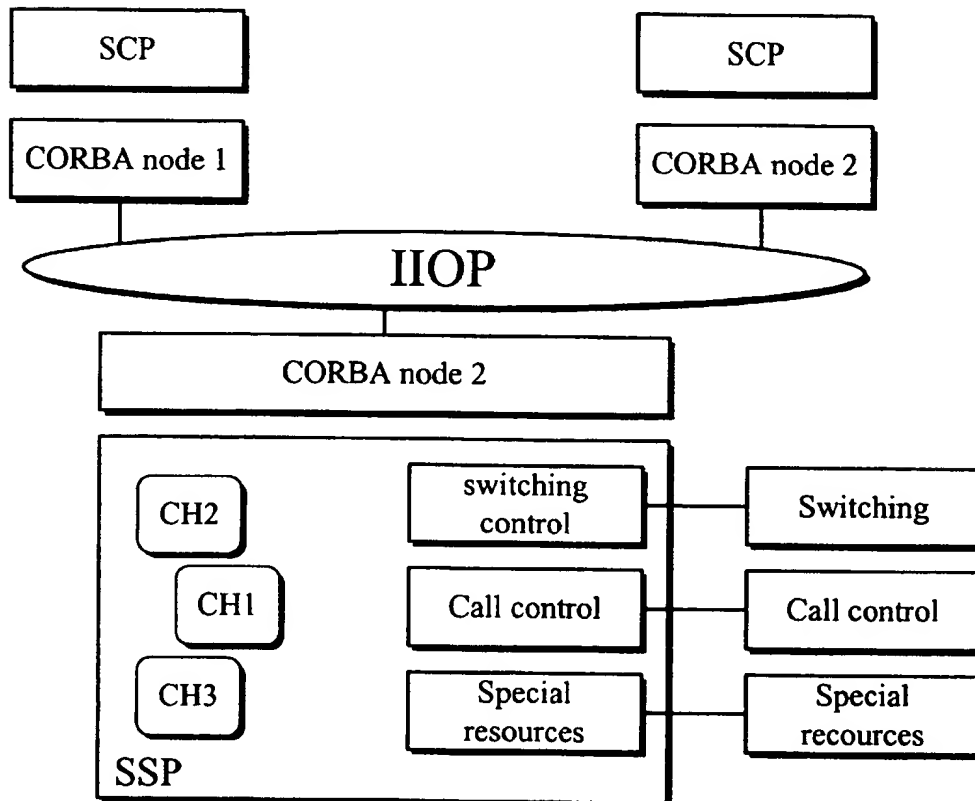 SCP
SCP
CORBA node 1
CORBA node 2
IIOP
CORBA node 2
CH2
switching
control
Switching
CH1
Call control
Call control
CH3
Special
resources
Special
recources
SSP